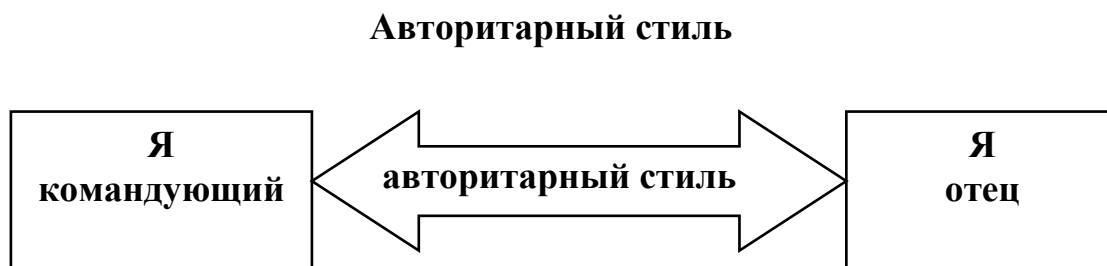 Авторитарный стиль
Я
командующий
авторитарный стиль
Я
отец